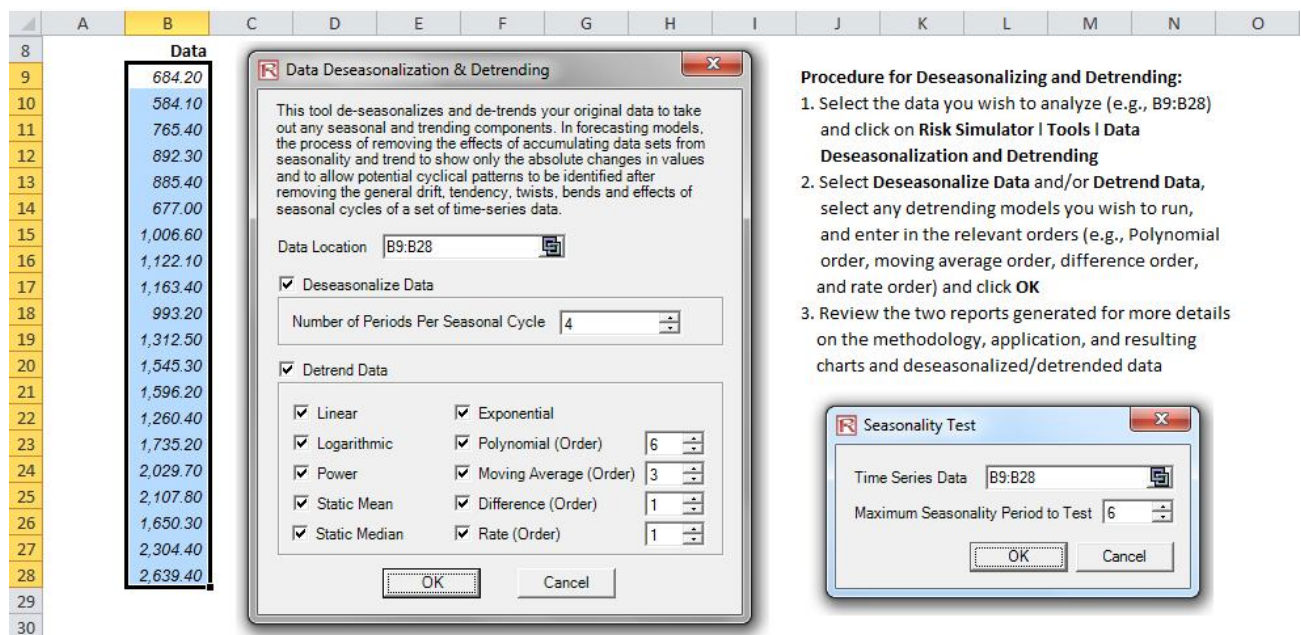 A B C D E F G H I J K L M N O
8 Data
9 684.20
10 584.10
11 765.40
12 892.30
13 885.40
14 677.00
15 1,006.60
16 1,122.10
17 1,163.40
18 993.20
19 1,312.50
20 1,545.30
21 1,596.20
22 1,260.40
23 1,735.20
24 2,029.70
25 2,107.80
26 1,650.30
27 2,304.40
28 2,639.40
29
30
Data Deseasonalization & Detrending
This tool de-seasonalizes and de-trends your original data to take
out any seasonal and trending components. In forecasting models,
the process of removing the effects of accumulating data sets from
seasonality and trend to show only the absolute changes in values
and to allow potential cyclical patterns to be identified after
removing the general drift, tendency, twists, bends and effects of
seasonal cycles of a set of time-series data.
Data Location B9:B28
Deseasonalize Data
Number of Periods Per Seasonal Cycle 4
Detrend Data
Linear Exponential
Logarithmic Polynomial (Order) 6
Power Moving Average (Order) 3
Static Mean Difference (Order) 1
Static Median Rate (Order) 1
OK Cancel
Procedure for Deseasonalizing and Detrending:
1. Select the data you wish to analyze (e.g., B9:B28)
and click on Risk Simulator l Tools l Data
Deseasonalization and Detrending
2. Select Deseasonalize Data and/or Detrend Data,
select any detrending models you wish to run,
and enter in the relevant orders (e.g., Polynomial
order, moving average order, difference order,
and rate order) and click OK
3. Review the two reports generated for more details
on the methodology, application, and resulting
charts and deseasonalized/detrended data
Seasonality Test
Time Series Data B9:B28
Maximum Seasonality Period to Test 6
OK Cancel